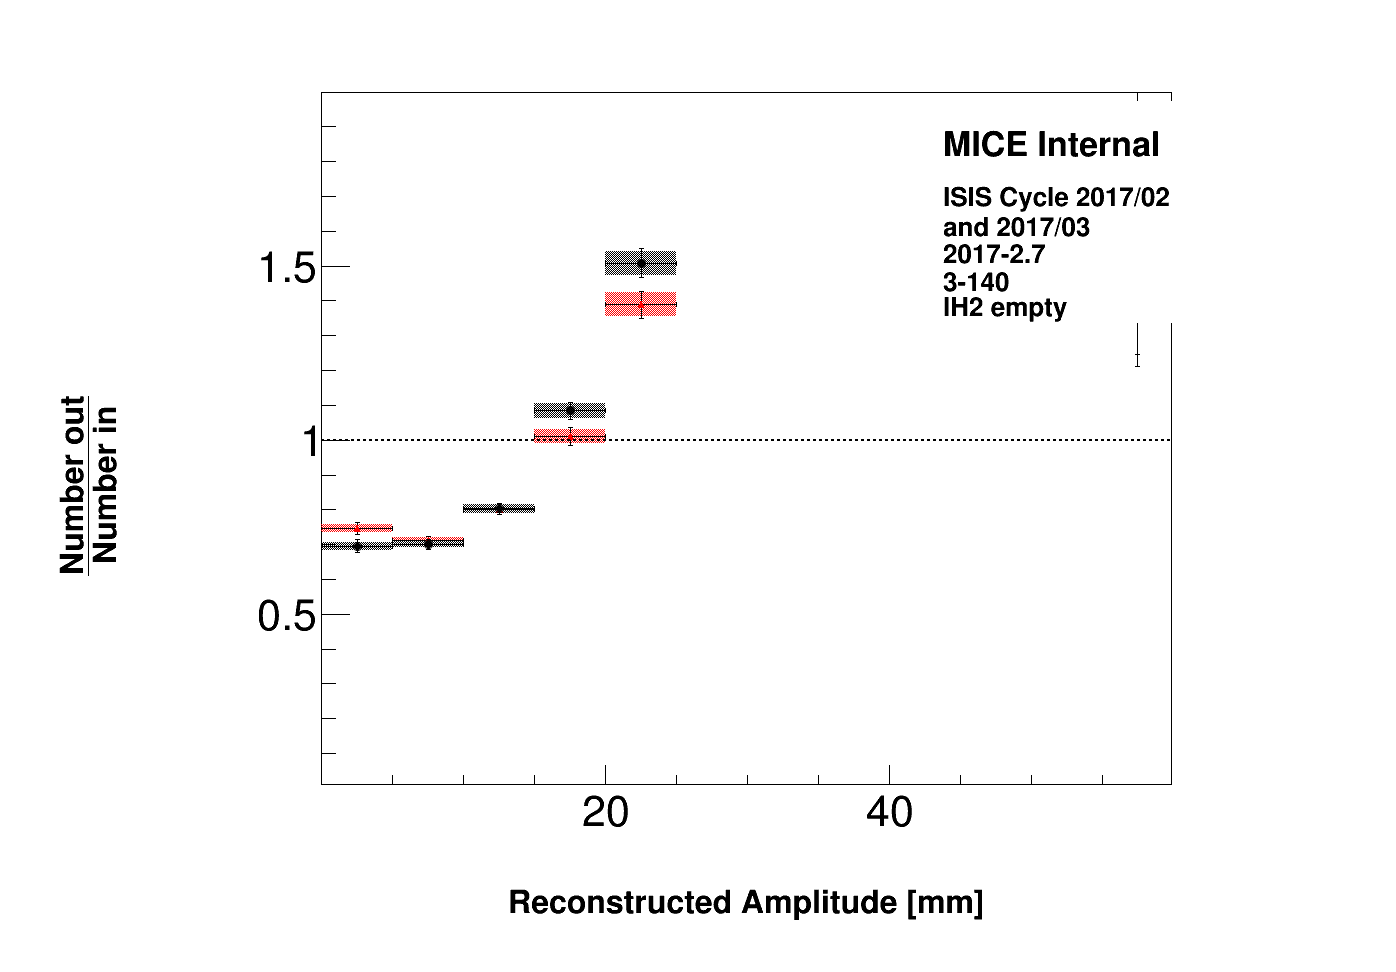 MICE Internal
ISIS Cycle 2017/02
and 2017/03
2017-2.7
3-140
lH2 empty
1.5
1
0.5
Number out
Number in
20 40
Reconstructed Amplitude [mm]